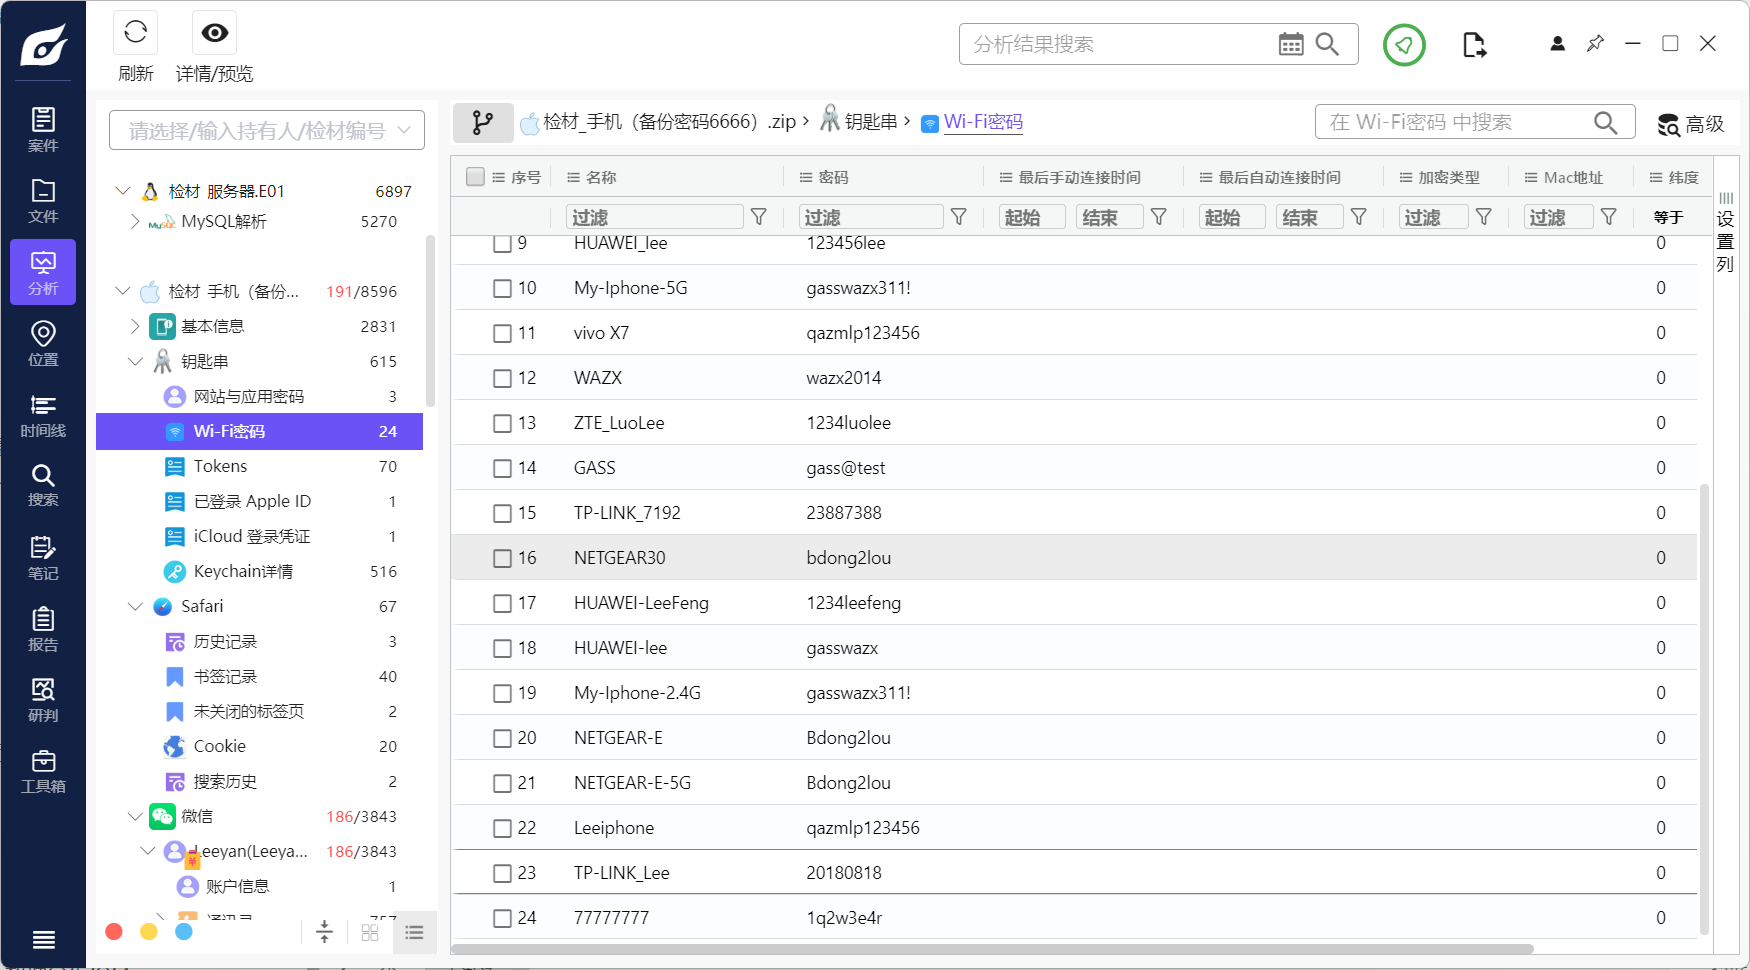 刷新
详情/预览
分析结果搜索
案件
文件
分析
位置
时间线
搜索
笔记
报告
研判
工具箱
请选择/输入持有人/检材编号
检材 服务器.E01 6897
MySQL解析 5270
检材 手机（备份... 191/8596
基本信息 2831
钥匙串 615
网站与应用密码 3
Wi-Fi密码 24
Tokens 70
已登录 Apple ID 1
iCloud 登录凭证 1
Keychain详情 516
Safari 67
历史记录 3
书签记录 40
未关闭的标签页 2
Cookie 20
搜索历史 2
微信 186/3843
Leeyan(Leeya... 186/3843
账户信息 1
通讯录 757
检材_手机（备份密码6666）.zip › 钥匙串 › Wi-Fi密码
在 Wi-Fi密码 中搜索
高级
序号 名称 密码 最后手动连接时间 最后自动连接时间 加密类型 Mac地址 纬度
过滤 过滤 起始 结束 起始 结束 过滤 过滤 等于
9 HUAWEI_lee 123456lee 0
10 My-Iphone-5G gasswazx311! 0
11 vivo X7 qazmlp123456 0
12 WAZX wazx2014 0
13 ZTE_LuoLee 1234luolee 0
14 GASS gass@test 0
15 TP-LINK_7192 23887388 0
16 NETGEAR30 bdong2lou 0
17 HUAWEI-LeeFeng 1234leefeng 0
18 HUAWEI-lee gasswazx 0
19 My-Iphone-2.4G gasswazx311! 0
20 NETGEAR-E Bdong2lou 0
21 NETGEAR-E-5G Bdong2lou 0
22 Leeiphone qazmlp123456 0
23 TP-LINK_Lee 20180818 0
24 77777777 1q2w3e4r 0
设置列